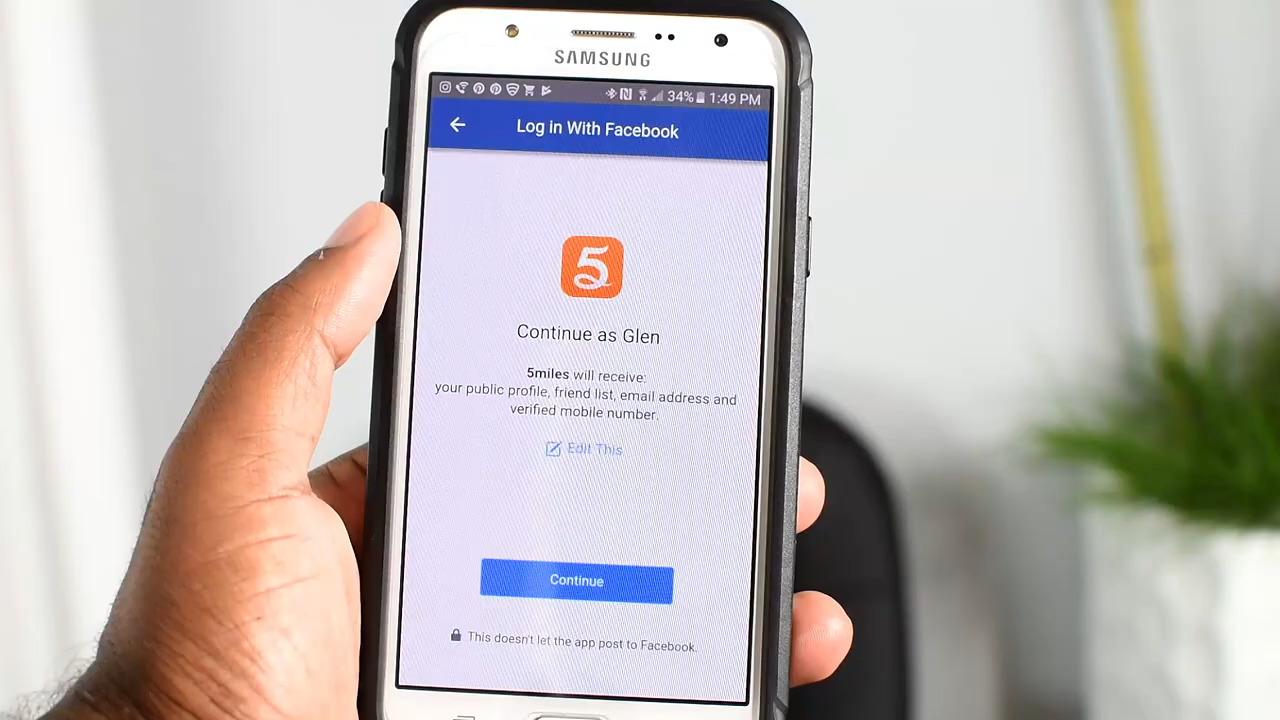 SAMSUNG
34% 1:49 PM
Log in With Facebook
5
Continue as Glen
5miles will receive:
your public profile, friend list, email address and
verified mobile number.
Edit This
Continue
This doesn't let the app post to Facebook.